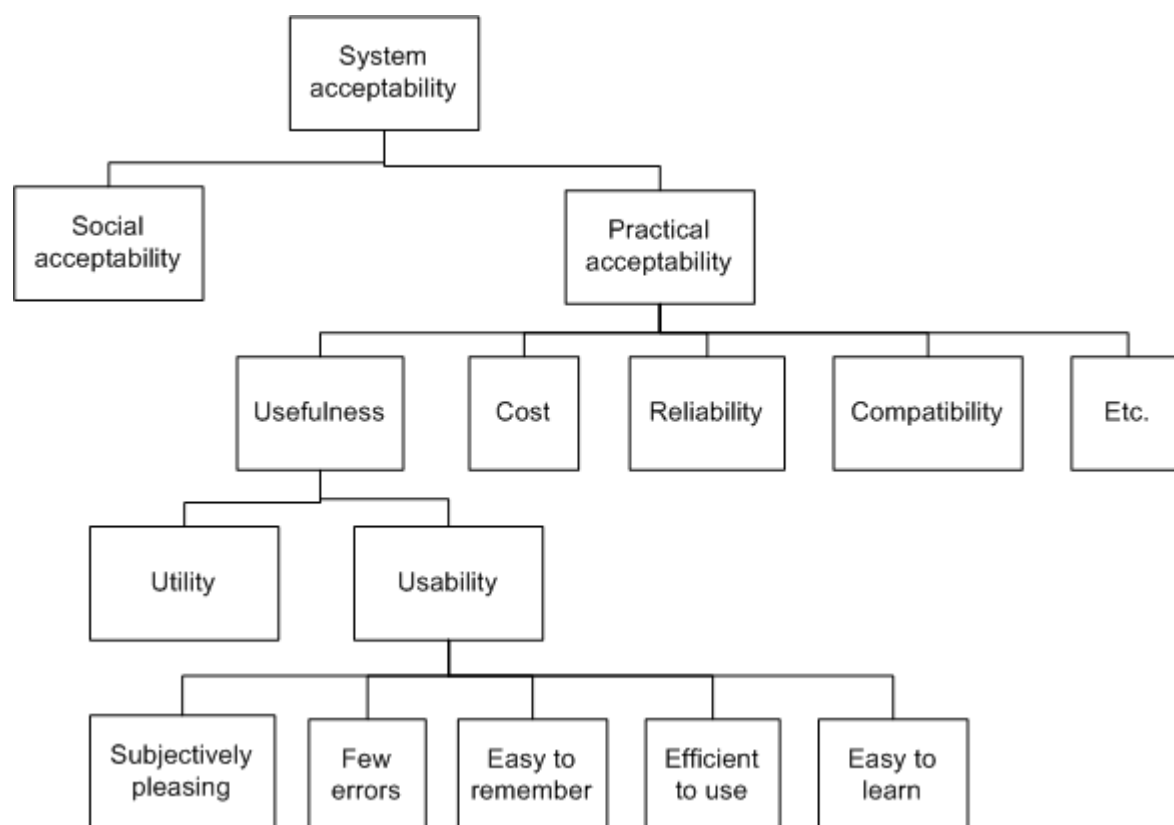 System
acceptability
Social
acceptability
Practical
acceptability
Usefulness
Cost
Reliability
Compatibility
Etc.
Utility
Usability
Subjectively
pleasing
Few
errors
Easy to
remember
Efficient
to use
Easy to
learn